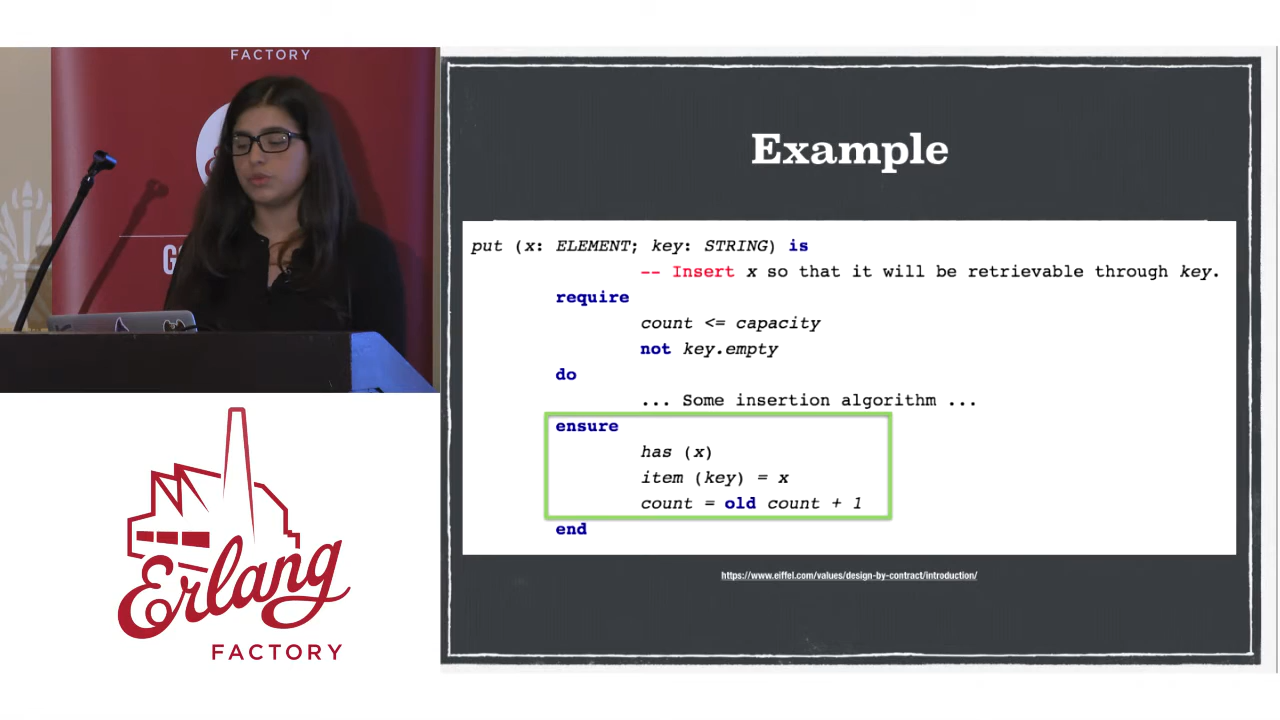 FACTORY
G
Erlang
FACTORY
Example
put (x: ELEMENT; key: STRING) is
-- Insert x so that it will be retrievable through key.
require
count <= capacity
not key.empty
do
... Some insertion algorithm ...
ensure
has (x)
item (key) = x
count = old count + 1
end
https://www.eiffel.com/values/design-by-contract/introduction/